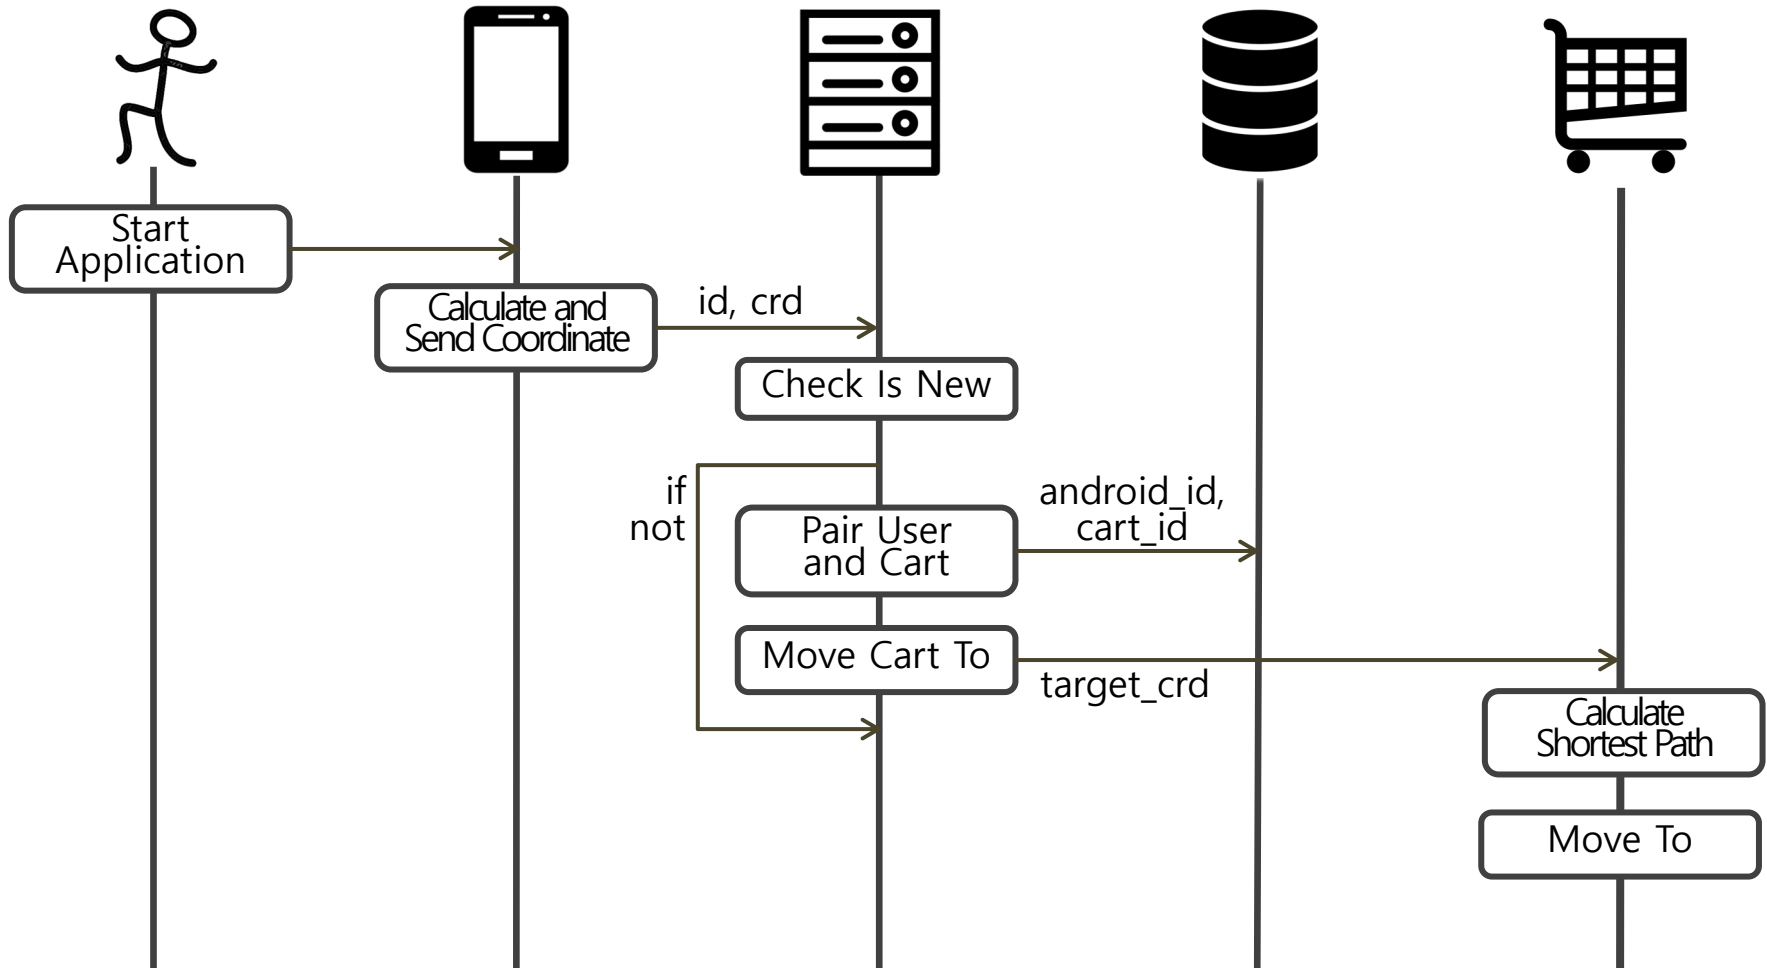 Start
Application
Calculate and
Send Coordinate
id, crd
Check Is New
if
not
Pair User
and Cart
android_id,
cart_id
Move Cart To
target_crd
Calculate
Shortest Path
Move To